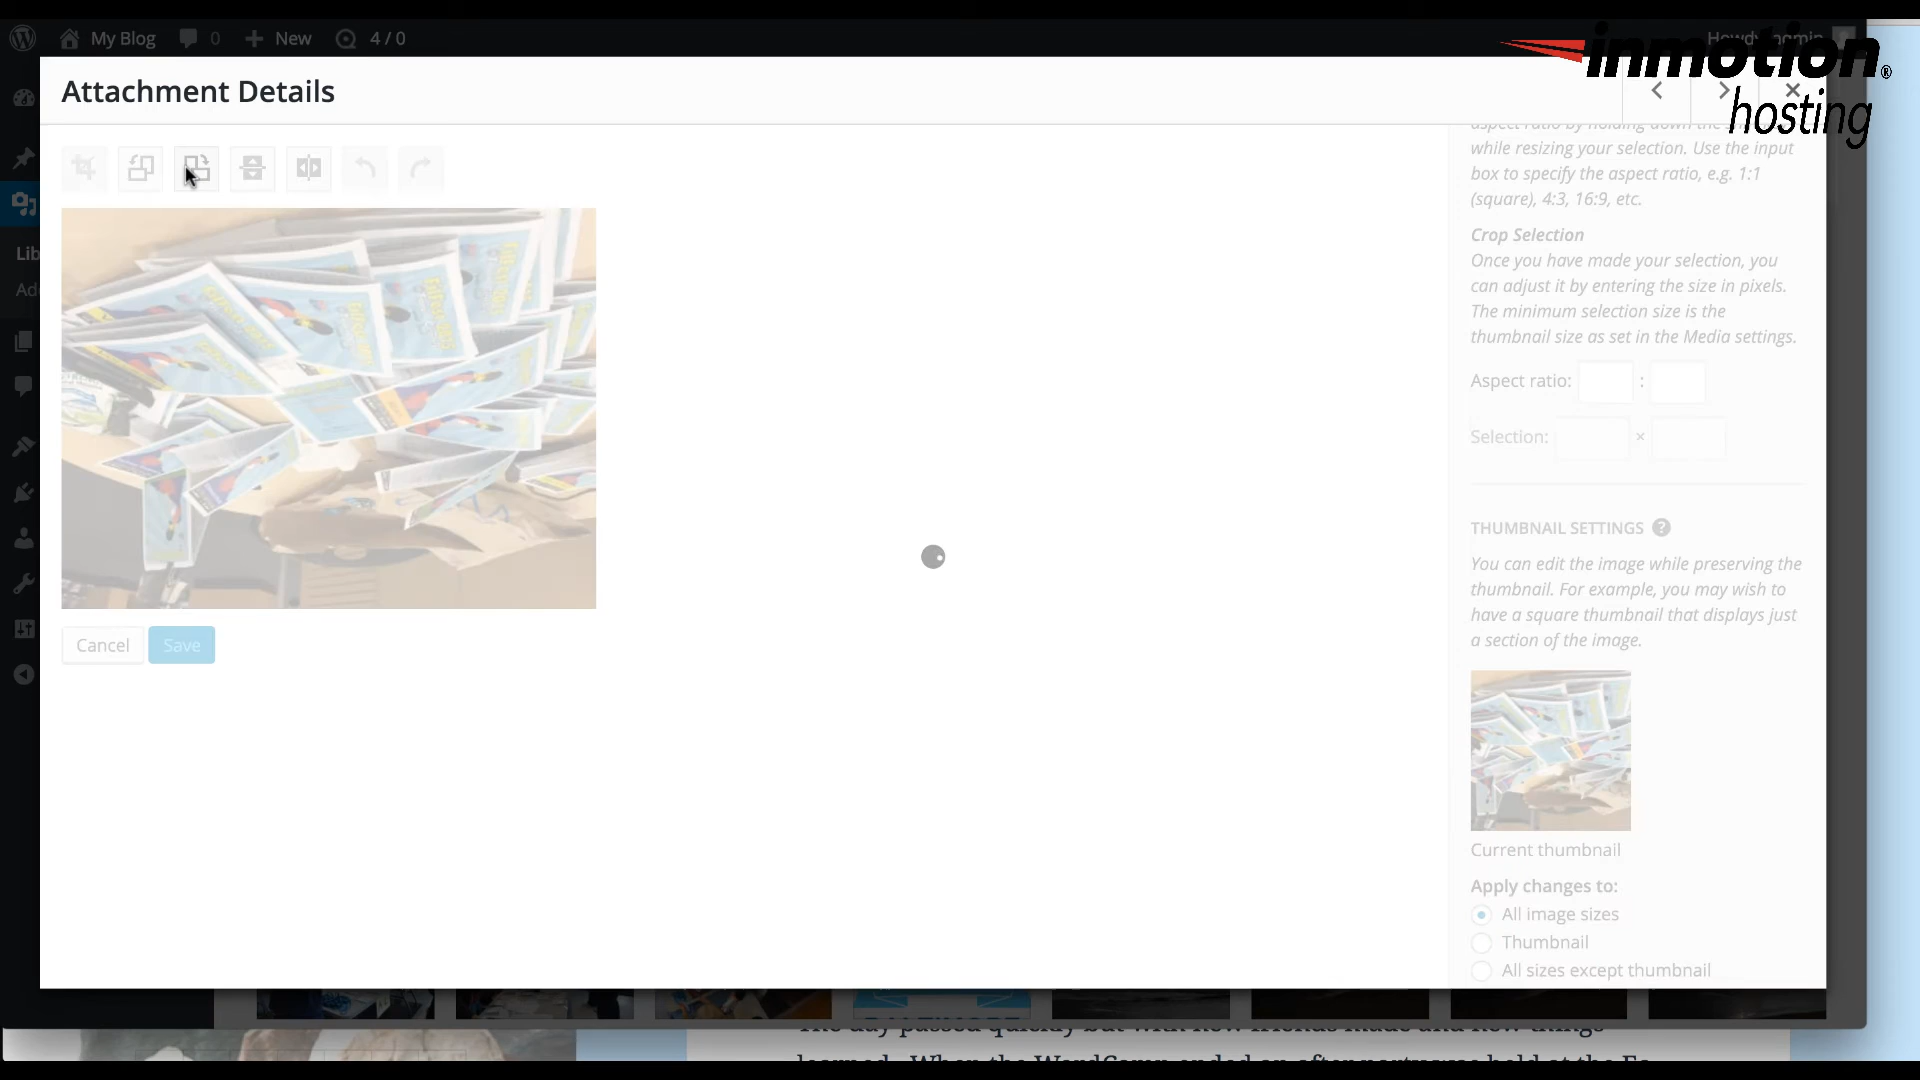 My Blog 0 New 4 / 0
inmotion®
hosting
Attachment Details
while resizing your selection. Use the input
box to specify the aspect ratio, e.g. 1:1
(square), 4:3, 16:9, etc.
Crop Selection
Once you have made your selection, you
can adjust it by entering the size in pixels.
The minimum selection size is the
thumbnail size as set in the Media settings.
Aspect ratio: :
Selection: ×
THUMBNAIL SETTINGS ?
You can edit the image while preserving the
thumbnail. For example, you may wish to
have a square thumbnail that displays just
a section of the image.
Cancel Save
Current thumbnail
Apply changes to:
All image sizes
Thumbnail
All sizes except thumbnail